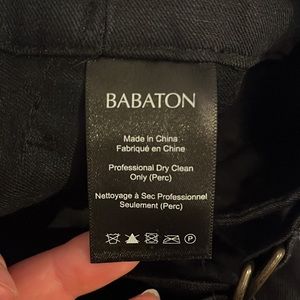 BABATON
Made in China
Fabriqué en Chine
Professional Dry Clean
Only (Perc)
Nettoyage à Sec Professionnel
Seulement (Perc)
P